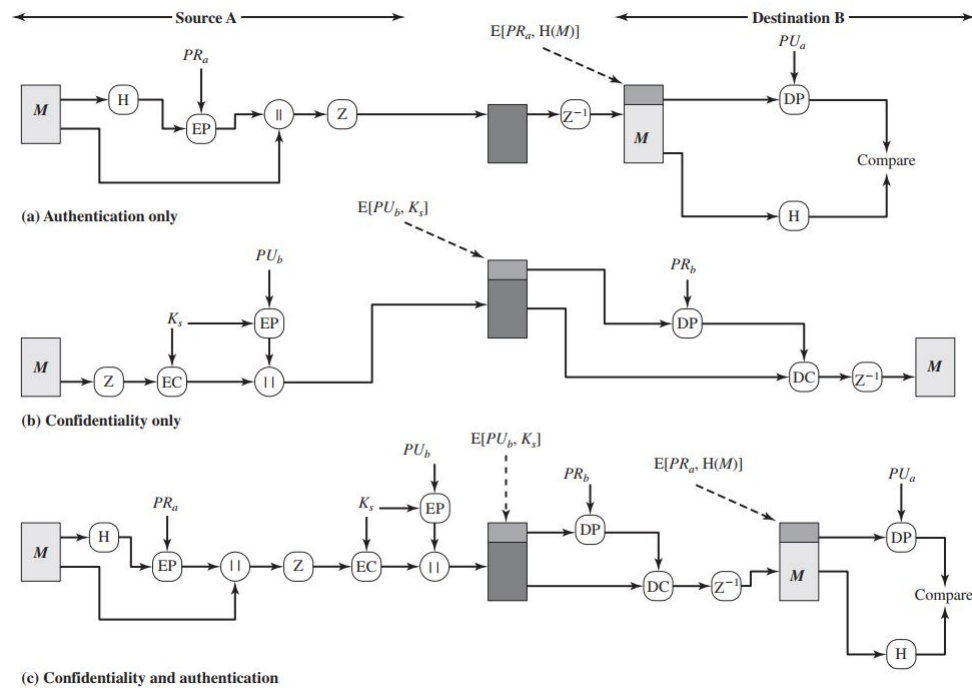 Source A
Destination B
E[PRa, H(M)]
PRa
PUa
M
H
EP
||
Z
Z−1
M
DP
Compare
H
(a) Authentication only
E[PUb, Ks]
PUb
PRb
Ks
EP
DP
M
Z
EC
||
DC
Z−1
M
(b) Confidentiality only
PUb
E[PUb, Ks]
PRa
Ks
PRb
E[PRa, H(M)]
PUa
EP
M
H
EP
||
Z
EC
||
DP
DC
Z−1
M
DP
Compare
H
(c) Confidentiality and authentication